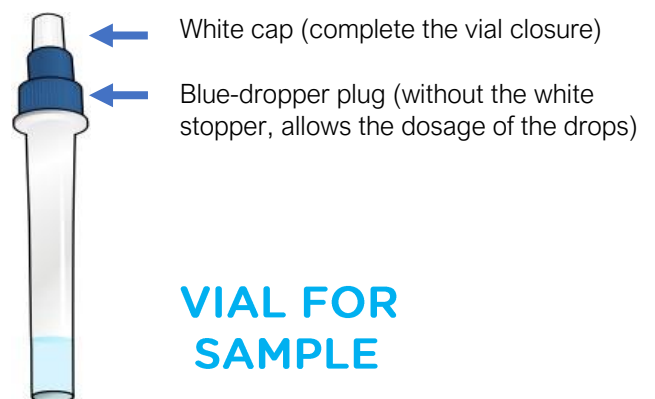 White cap (complete the vial closure)
Blue-dropper plug (without the white
stopper, allows the dosage of the drops)
VIAL FOR
SAMPLE